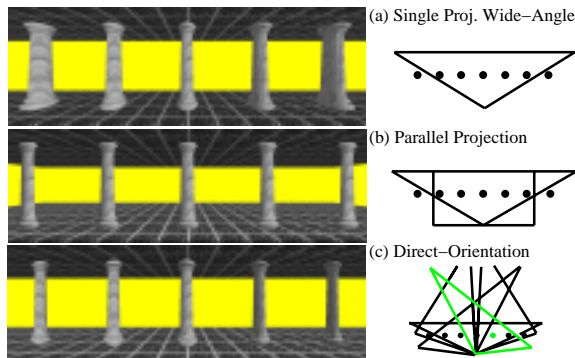 (a) Single Proj. Wide−Angle
(b) Parallel Projection
(c) Direct−Orientation